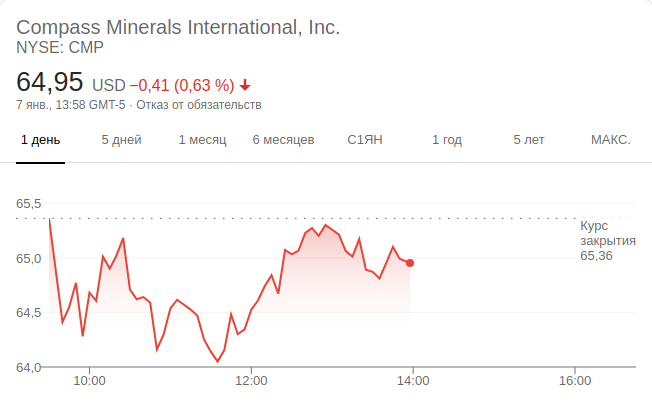 Compass Minerals International, Inc.
NYSE: CMP
64,95 USD −0,41 (0,63 %)
7 янв., 13:58 GMT-5 · Отказ от обязательств
1 день 5 дней 1 месяц 6 месяцев С1ЯН 1 год 5 лет МАКС.
65,5
Курс
закрытия
65,36
65,0
64,5
64,0
10:00 12:00 14:00 16:00